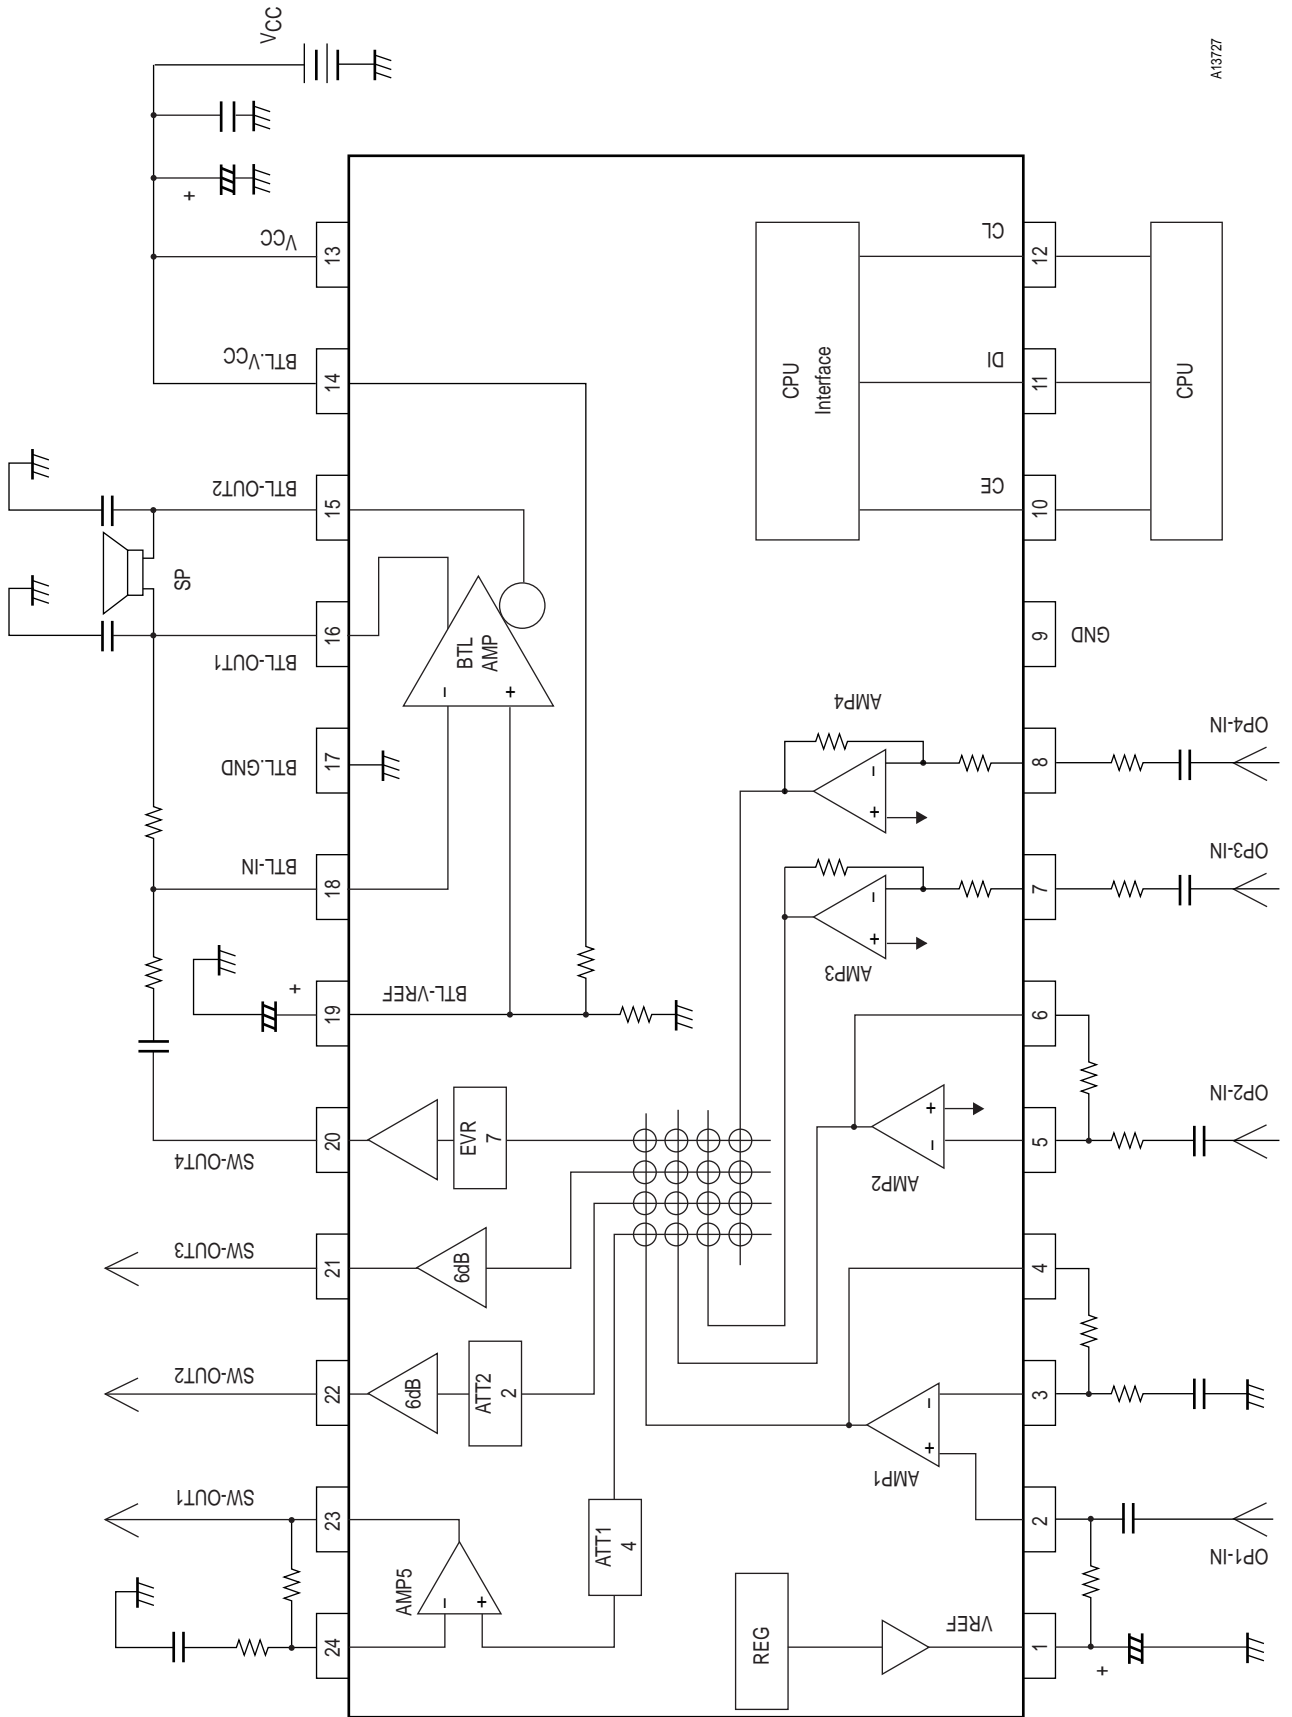 VCC
A13727
+
VCC
13
BTL.VCC
14
BTL-OUT2
15
SP
BTL-OUT1
16
BTL.GND
17
BTL-IN
18
+
19
BTL-VREF
SW-OUT4
20
SW-OUT3
21
SW-OUT2
22
SW-OUT1
23
24
BTL
AMP
−
+
EVR
7
6dB
6dB
ATT2
2
ATT1
4
AMP5
−
+
CPU
Interface
CL
12
DI
11
CE
10
CPU
9
GND
AMP4
−
+
8
OP4-IN
AMP3
−
+
7
OP3-IN
6
AMP2
+
−
5
OP2-IN
4
AMP1
−
+
3
2
OP1-IN
REG
VREF
1
+